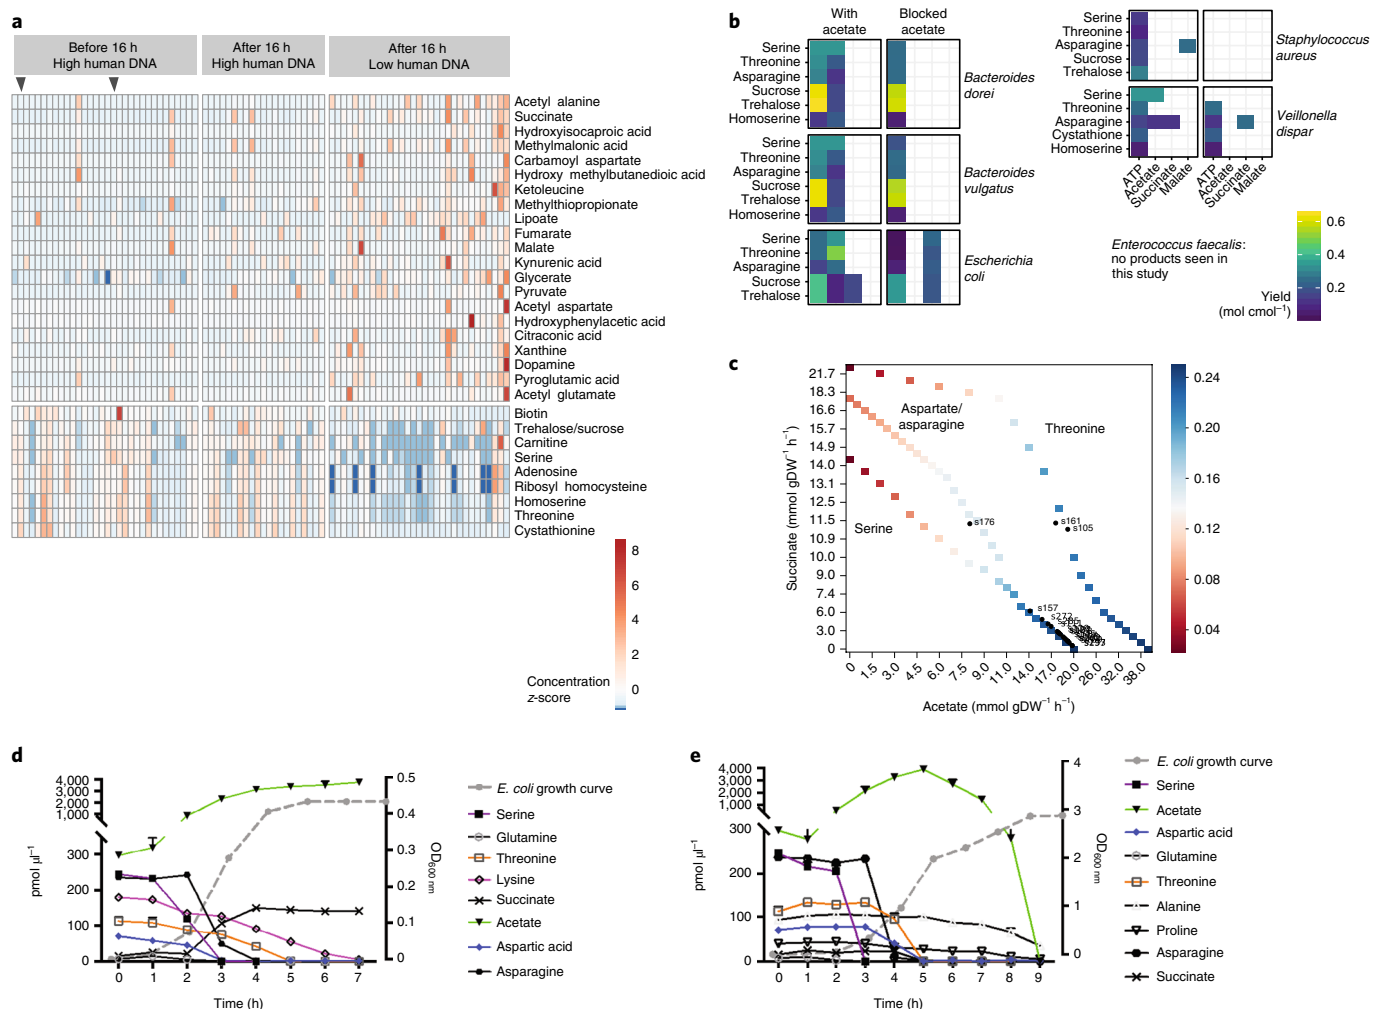 a
Before 16 h
High human DNA
After 16 h
High human DNA
After 16 h
Low human DNA
Acetyl alanine
Succinate
Hydroxyisocaproic acid
Methylmalonic acid
Carbamoyl aspartate
Hydroxy methylbutanedioic acid
Ketoleucine
Methylthiopropionate
Lipoate
Fumarate
Malate
Kynurenic acid
Glycerate
Pyruvate
Acetyl aspartate
Hydroxyphenylacetic acid
Citraconic acid
Xanthine
Dopamine
Pyroglutamic acid
Acetyl glutamate
Biotin
Trehalose/sucrose
Carnitine
Serine
Adenosine
Ribosyl homocysteine
Homoserine
Threonine
Cystathionine
8
6
4
2
0
Concentration
z-score
b
With
acetate
Blocked
acetate
Serine
Threonine
Asparagine
Sucrose
Trehalose
Homoserine
Bacteroides
dorei
Serine
Threonine
Asparagine
Sucrose
Trehalose
Homoserine
Bacteroides
vulgatus
Serine
Threonine
Asparagine
Sucrose
Trehalose
Escherichia
coli
Serine
Threonine
Asparagine
Sucrose
Trehalose
Staphylococcus
aureus
Serine
Threonine
Asparagine
Cystathione
Homoserine
Veillonella
dispar
ATP
Acetate
Succinate
Malate
ATP
Acetate
Succinate
Malate
Enterococcus faecalis:
no products seen in
this study
0.6
0.4
0.2
Yield
(mol cmol⁻¹)
c
21.7
18.3
16.6
15.7
14.9
14.0
13.1
12.5
11.5
10.0
9.0
7.4
6.0
3.0
0
Succinate (mmol gDW⁻¹ h⁻¹)
Aspartate/
asparagine
Threonine
Serine
s176
s161
s105
s157
s272
0 1.5 3.0 4.5 6.0 7.5 9.0 11.0 14.0 17.0 20.0 26.0 32.0 38.0
Acetate (mmol gDW⁻¹ h⁻¹)
0.24
0.20
0.16
0.12
0.08
0.04
d
4,000
3,000
2,000
1,000
300
200
100
0
pmol µl⁻¹
0 1 2 3 4 5 6 7
Time (h)
0.5
0.4
0.3
0.2
0.1
0
OD600 nm
E. coli growth curve
Serine
Glutamine
Threonine
Lysine
Succinate
Acetate
Aspartic acid
Asparagine
e
4,000
3,000
2,000
1,000
300
200
100
0
pmol µl⁻¹
0 1 2 3 4 5 6 7 8 9
Time (h)
4
3
2
1
0
OD600 nm
E. coli growth curve
Serine
Acetate
Aspartic acid
Glutamine
Threonine
Alanine
Proline
Asparagine
Succinate